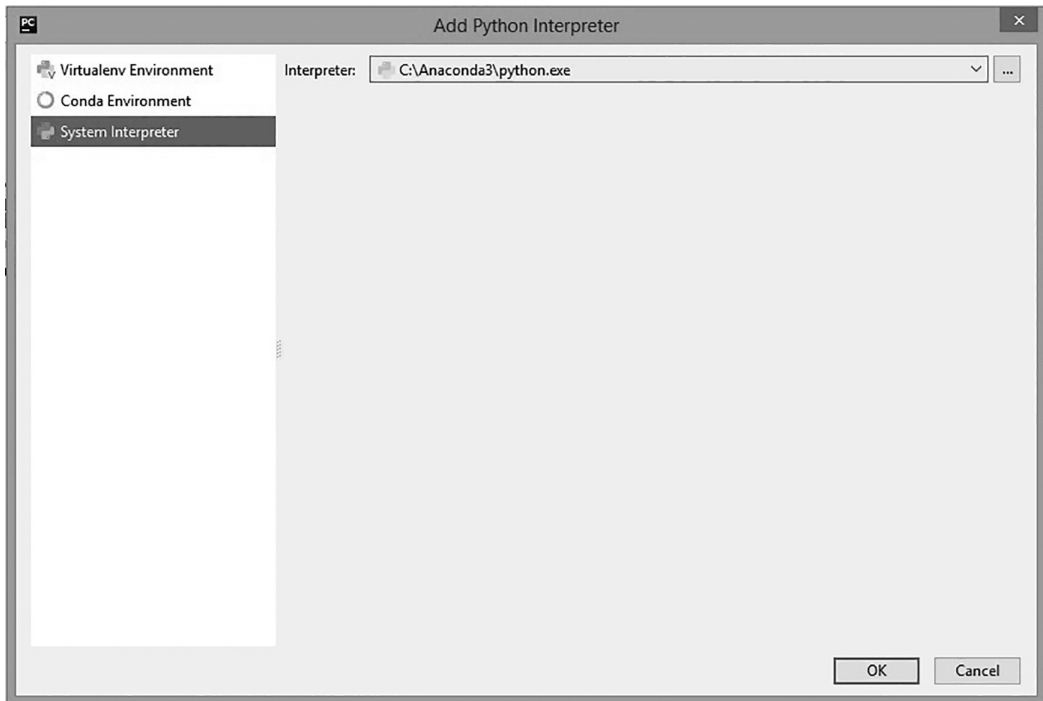 PC
Add Python Interpreter
Virtualenv Environment
Conda Environment
System Interpreter
Interpreter: C:\Anaconda3\python.exe ...
OK Cancel